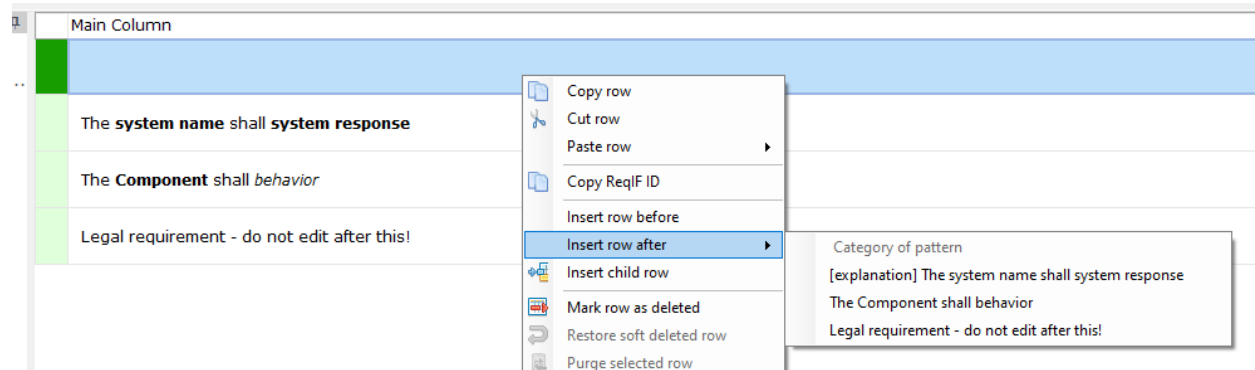 Main Column
The system name shall system response
The Component shall behavior
Legal requirement - do not edit after this!
Copy row
Cut row
Paste row
Copy ReqIF ID
Insert row before
Insert row after
Insert child row
Mark row as deleted
Restore soft deleted row
Purge selected row
Category of pattern
[explanation] The system name shall system response
The Component shall behavior
Legal requirement - do not edit after this!